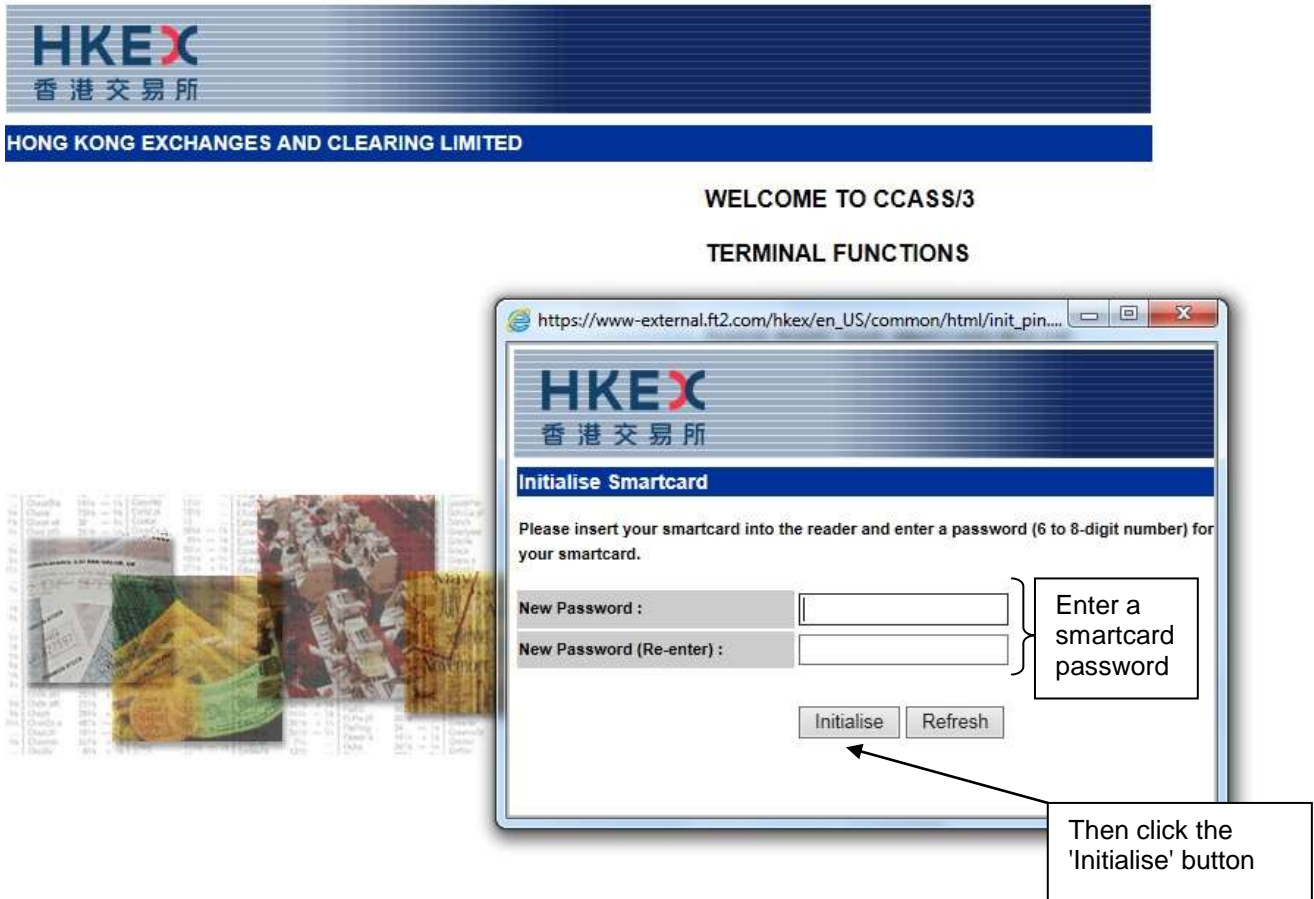 HKEX
香港交易所
HONG KONG EXCHANGES AND CLEARING LIMITED
WELCOME TO CCASS/3
TERMINAL FUNCTIONS
https://www-external.ft2.com/hkex/en_US/common/html/init_pin....
HKEX
香港交易所
Initialise Smartcard
Please insert your smartcard into the reader and enter a password (6 to 8-digit number) for
your smartcard.
New Password :
New Password (Re-enter) :
Enter a
smartcard
password
Initialise Refresh
Then click the
'Initialise' button